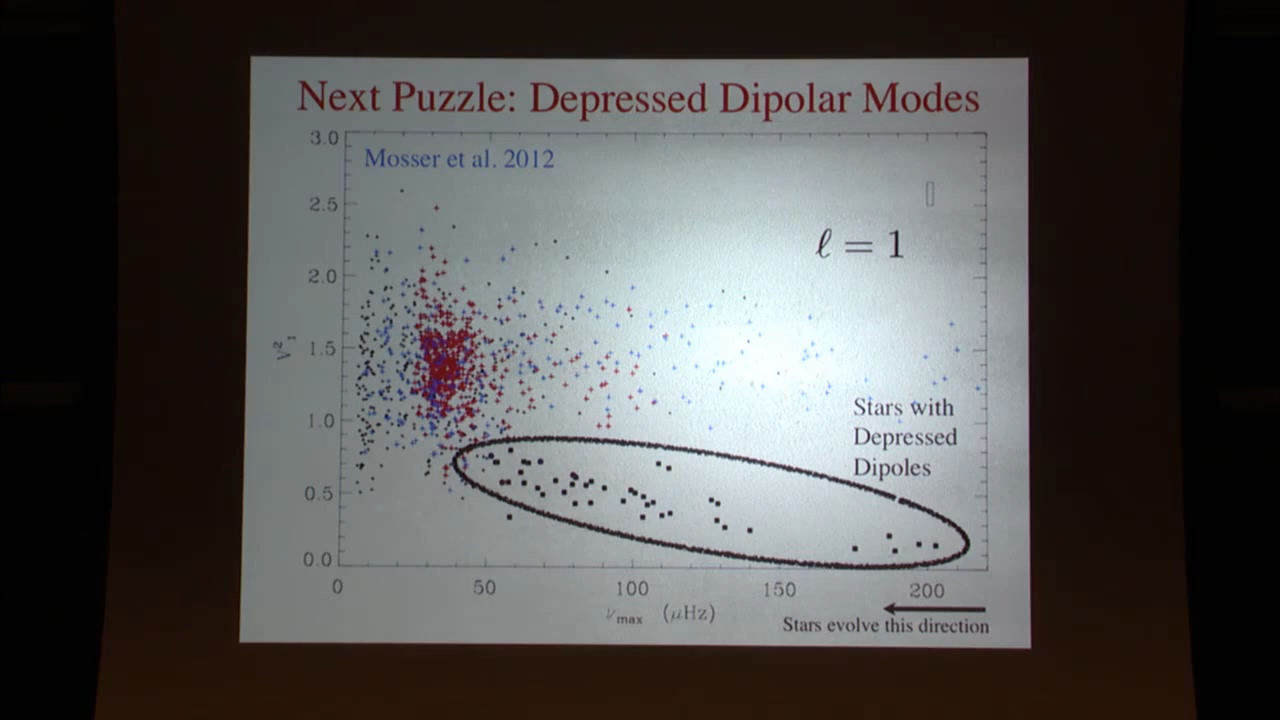 Next Puzzle: Depressed Dipolar Modes
3.0
Mosser et al. 2012
2.5
ℓ = 1
2.0
V²₁
1.5
Stars with
1.0
Depressed
Dipoles
0.5
0.0
0 50 100 150 200
νmax (μHz)
Stars evolve this direction